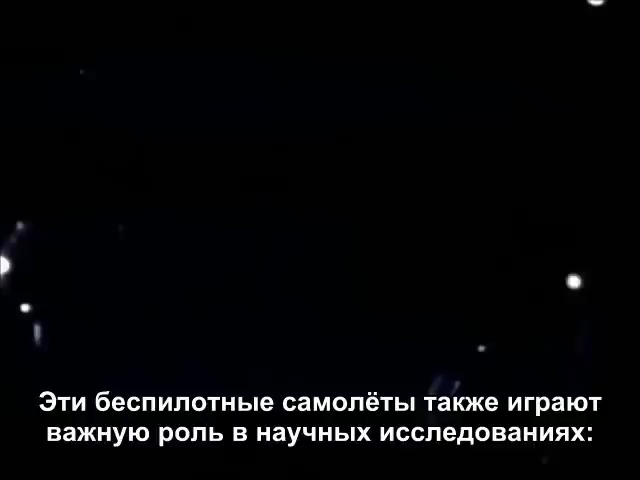 Эти беспилотные самолёты также играют
важную роль в научных исследованиях: